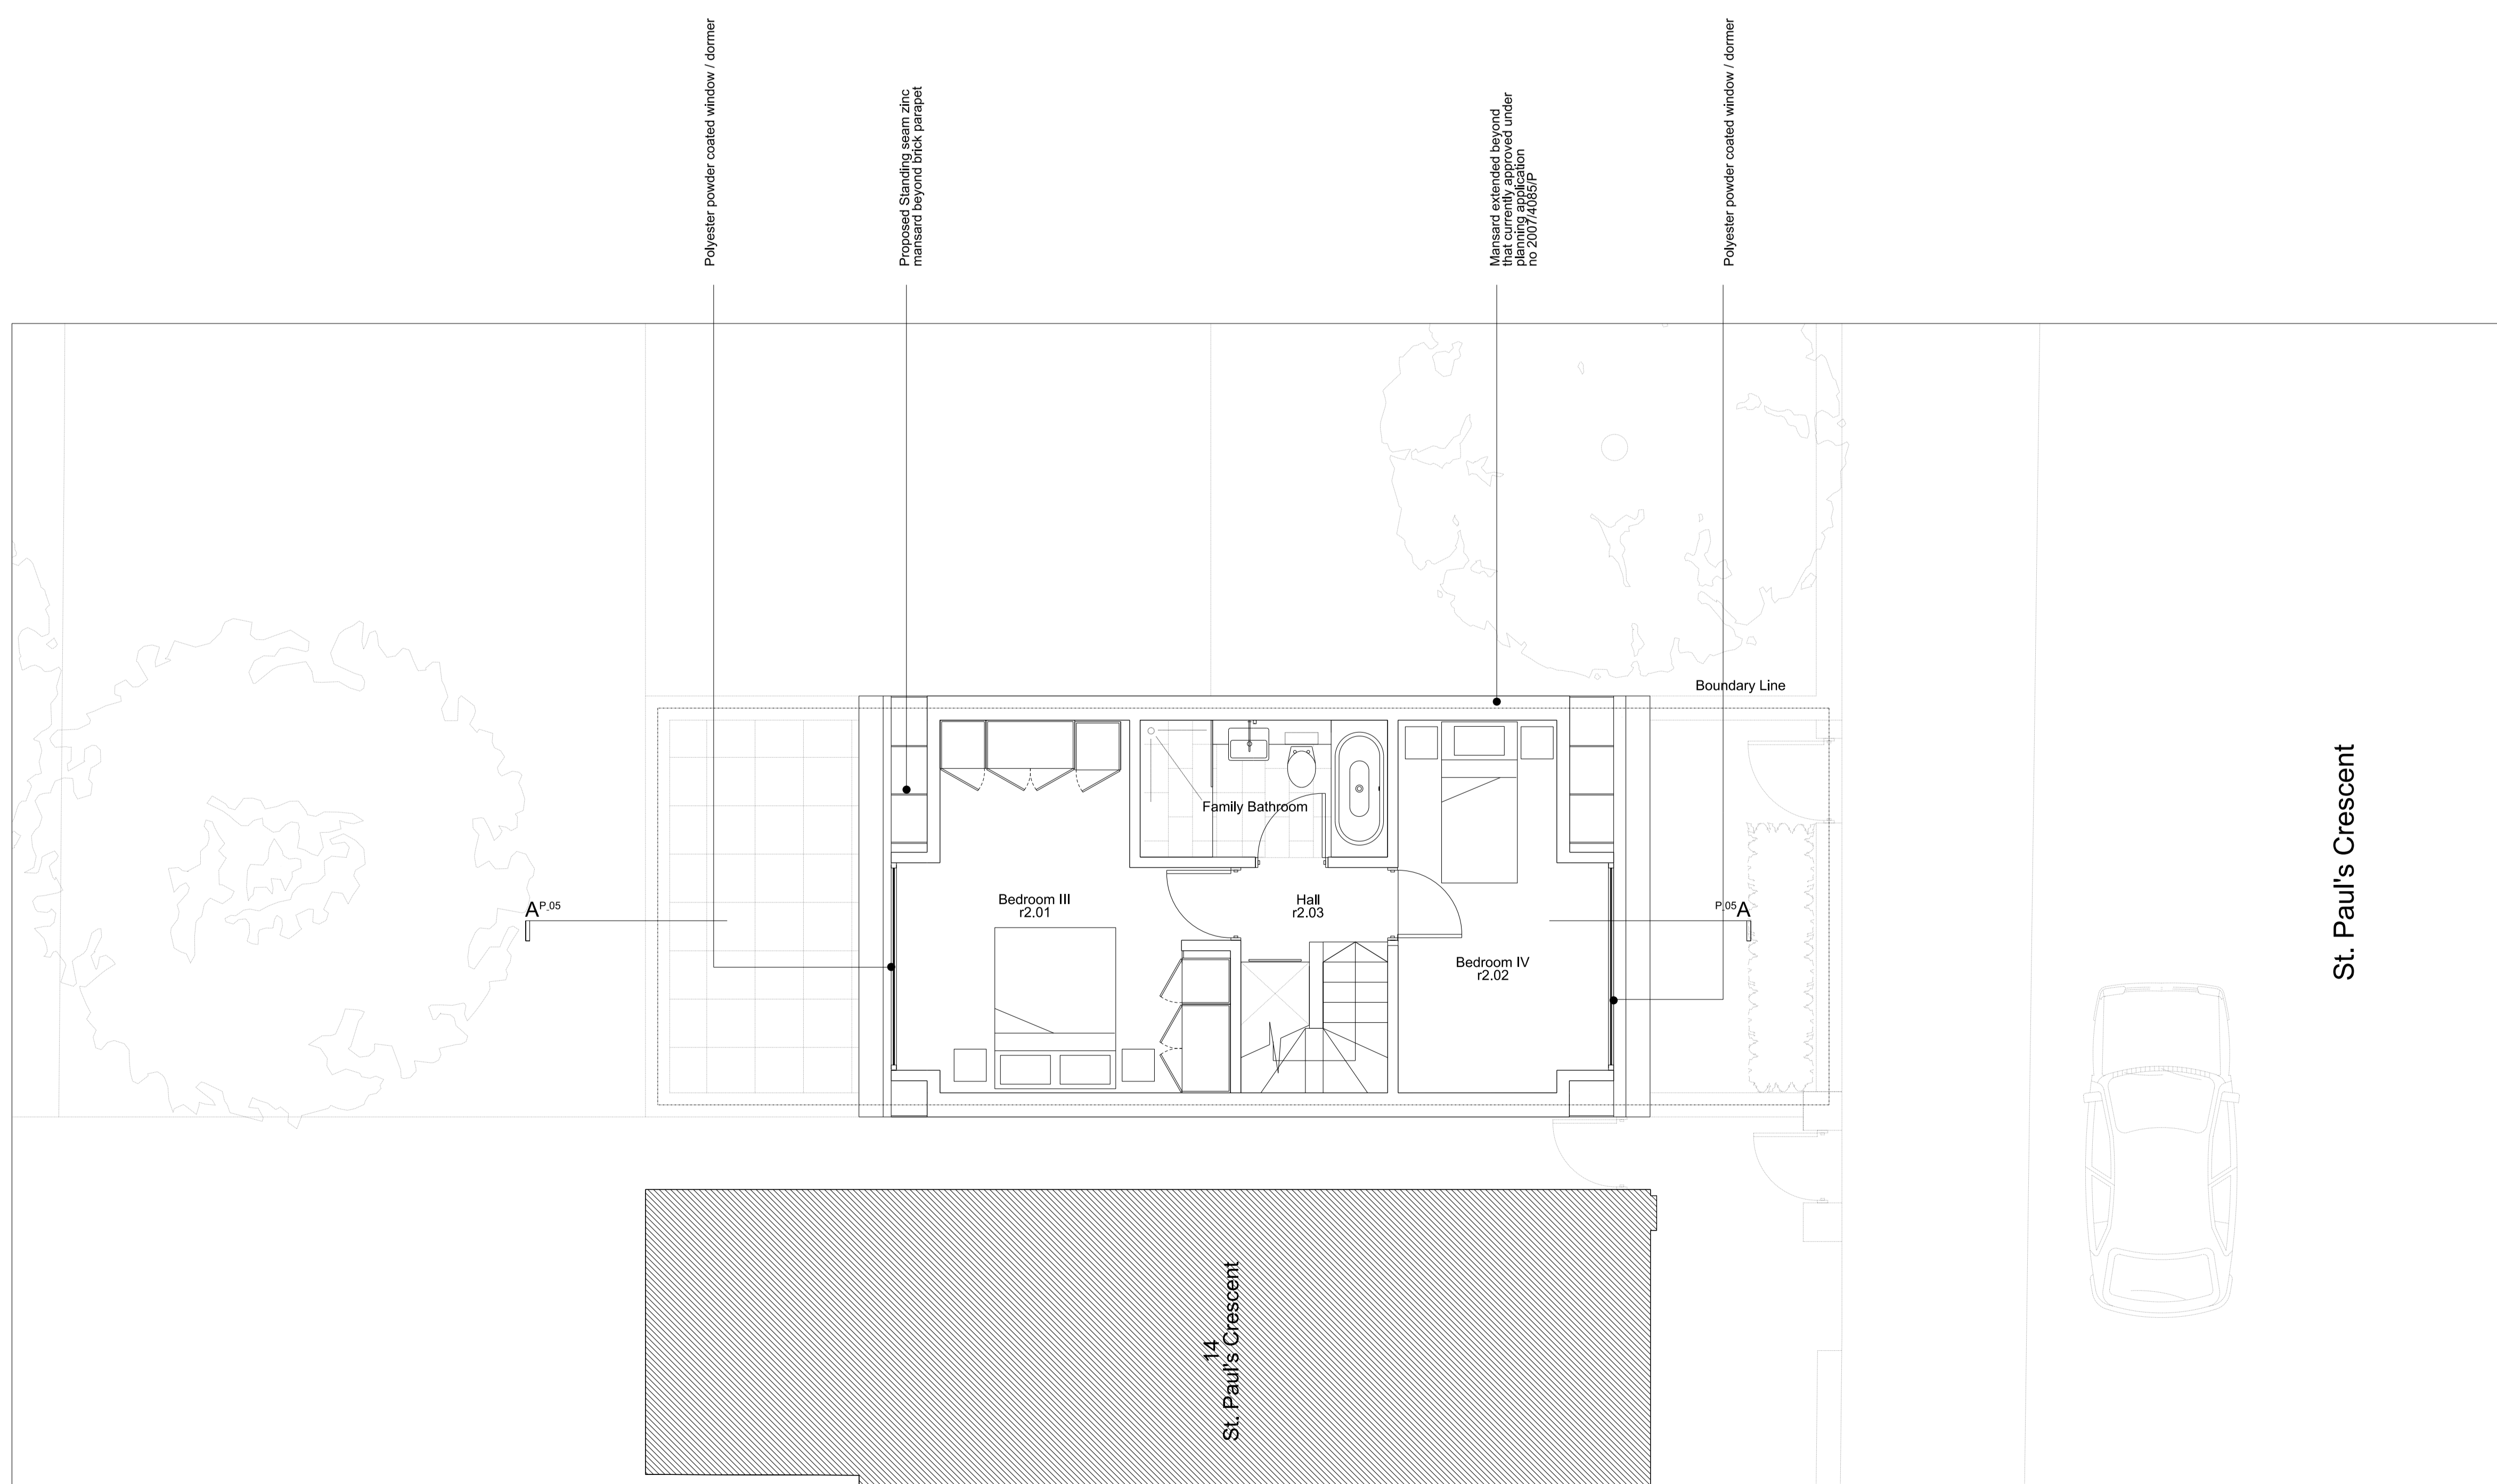 Polyester powder coated window / dormer
Proposed Standing seam zinc
mansard beyond brick parapet
Mansard extended beyond
that currently approved under
planning application
no 2007/4085/P
Polyester powder coated window / dormer
Boundary Line
Family Bathroom
Bedroom III
r2.01
Hall
r2.03
A P_05
P_05 A
Bedroom IV
r2.02
St. Paul's Crescent
14
St. Paul's Crescent